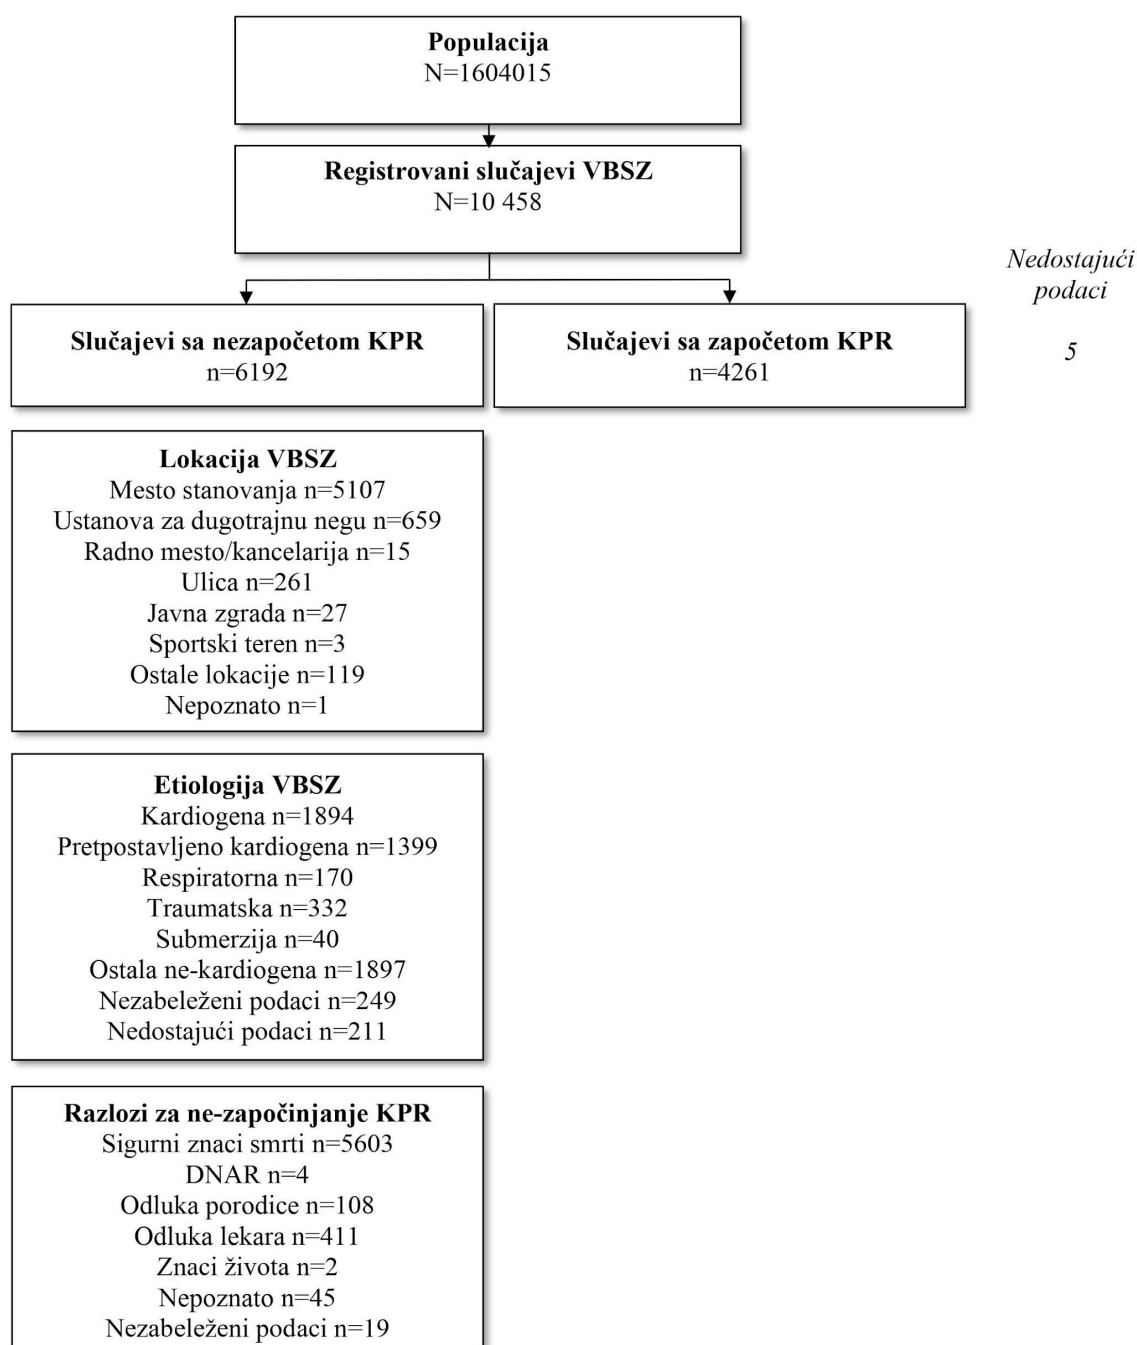 Populacija
N=1604015
Registrovani slučajevi VBSZ
N=10 458
Nedostajući
podaci
5
Slučajevi sa nezapočetom KPR
n=6192
Slučajevi sa započetom KPR
n=4261
Lokacija VBSZ
Mesto stanovanja n=5107
Ustanova za dugotrajnu negu n=659
Radno mesto/kancelarija n=15
Ulica n=261
Javna zgrada n=27
Sportski teren n=3
Ostale lokacije n=119
Nepoznato n=1
Etiologija VBSZ
Kardiogena n=1894
Pretpostavljeno kardiogena n=1399
Respiratorna n=170
Traumatska n=332
Submerzija n=40
Ostala ne-kardiogena n=1897
Nezabeleženi podaci n=249
Nedostajući podaci n=211
Razlozi za ne-započinjanje KPR
Sigurni znaci smrti n=5603
DNAR n=4
Odluka porodice n=108
Odluka lekara n=411
Znaci života n=2
Nepoznato n=45
Nezabeleženi podaci n=19